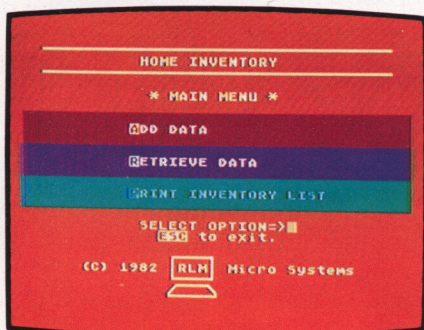 HOME INVENTORY
* MAIN MENU *
ADD DATA
RETRIEVE DATA
PRINT INVENTORY LIST
SELECT OPTION=>
ESC to exit.
(C) 1982 RLM Micro Systems